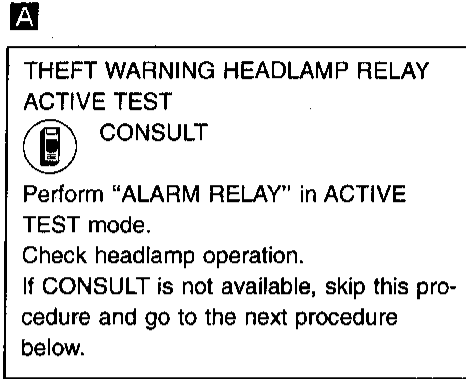 A
THEFT WARNING HEADLAMP RELAY
ACTIVE TEST
CONSULT
Perform “ALARM RELAY” in ACTIVE
TEST mode.
Check headlamp operation.
If CONSULT is not available, skip this pro-
cedure and go to the next procedure
below.